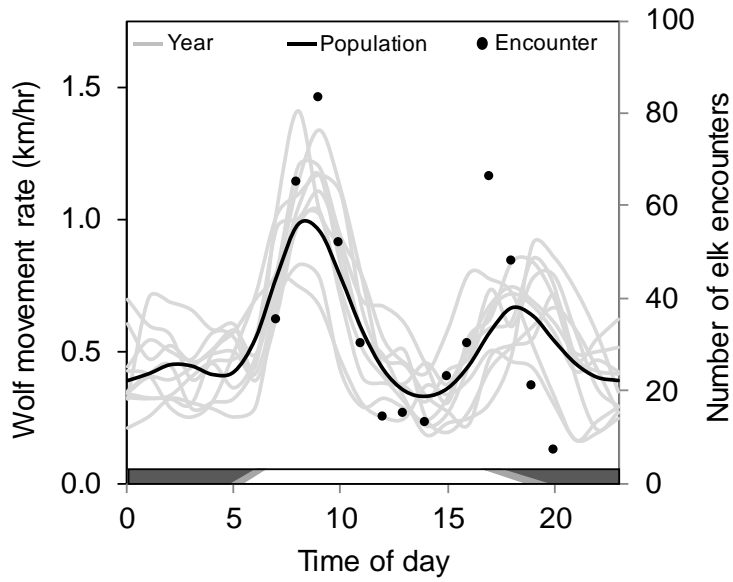 Year Population Encounter
Wolf movement rate (km/hr)
1.5
1.0
0.5
0.0
100
80
60
40
20
0
Number of elk encounters
0 5 10 15 20
Time of day